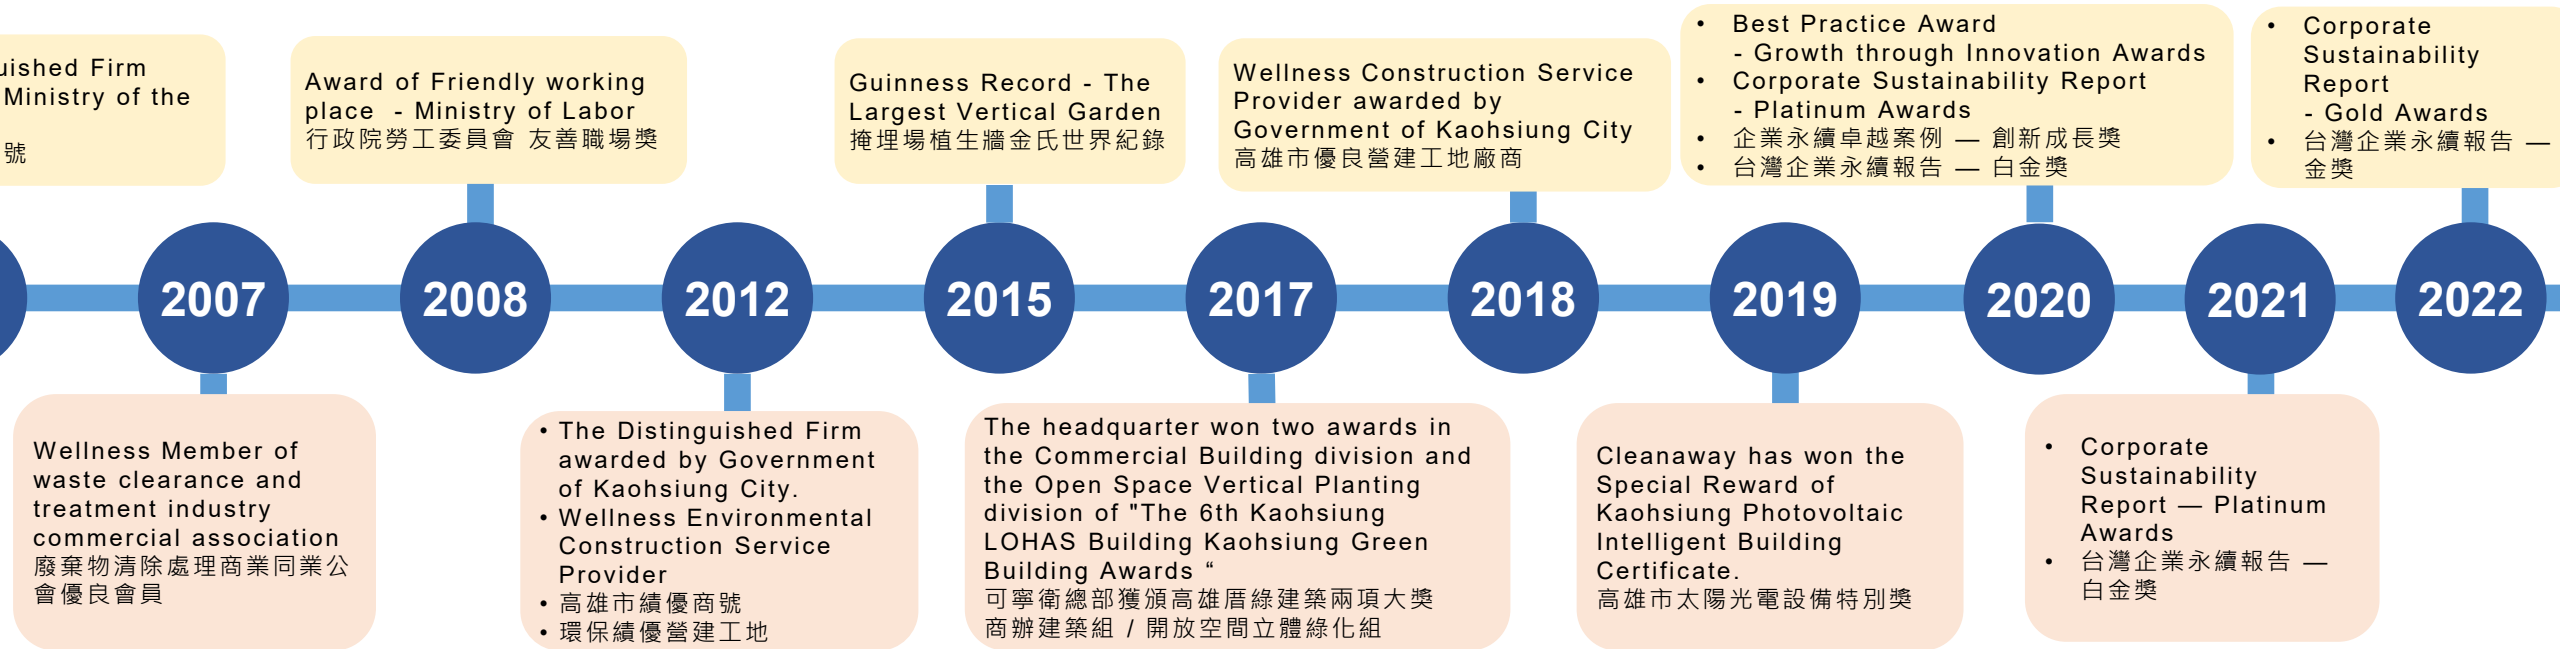 Firm
Ministry of the
號
Award of Friendly working
place - Ministry of Labor
行政院勞工委員會 友善職場獎
Guinness Record - The
Largest Vertical Garden
掩埋場植生牆金氏世界紀錄
Wellness Construction Service
Provider awarded by
Government of Kaohsiung City
高雄市優良營建工地廠商
• Best Practice Award
- Growth through Innovation Awards
• Corporate Sustainability Report
- Platinum Awards
• 企業永續卓越案例 — 創新成長獎
• 台灣企業永續報告 — 白金獎
• Corporate
Sustainability
Report
- Gold Awards
• 台灣企業永續報告 —
金獎
2007
2008
2012
2015
2017
2018
2019
2020
2021
2022
Wellness Member of
waste clearance and
treatment industry
commercial association
廢棄物清除處理商業同業公
會優良會員
• The Distinguished Firm
awarded by Government
of Kaohsiung City.
• Wellness Environmental
Construction Service
Provider
• 高雄市績優商號
• 環保績優營建工地
The headquarter won two awards in
the Commercial Building division and
the Open Space Vertical Planting
division of "The 6th Kaohsiung
LOHAS Building Kaohsiung Green
Building Awards “
可寧衛總部獲頒高雄厝綠建築兩項大獎
商辦建築組 / 開放空間立體綠化組
Cleanaway has won the
Special Reward of
Kaohsiung Photovoltaic
Intelligent Building
Certificate.
高雄市太陽光電設備特別獎
• Corporate
Sustainability
Report — Platinum
Awards
• 台灣企業永續報告 —
白金獎